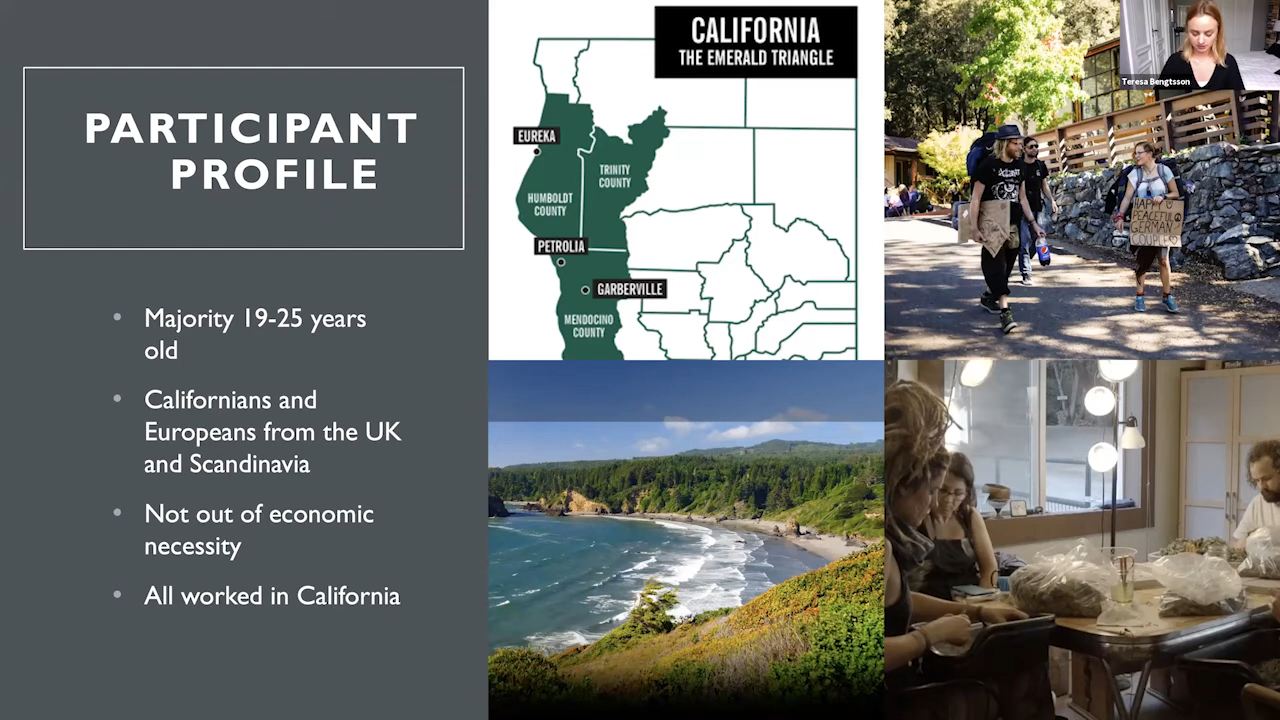 PARTICIPANT
PROFILE
Majority 19-25 years
old
Californians and
Europeans from the UK
and Scandinavia
Not out of economic
necessity
All worked in California
CALIFORNIA
THE EMERALD TRIANGLE
EUREKA
TRINITY
COUNTY
HUMBOLDT
COUNTY
PETROLIA
GARBERVILLE
MENDOCINO
COUNTY
Teresa Bengtsson
HAPPY
PEACEFUL
GERMAN
COUPLE